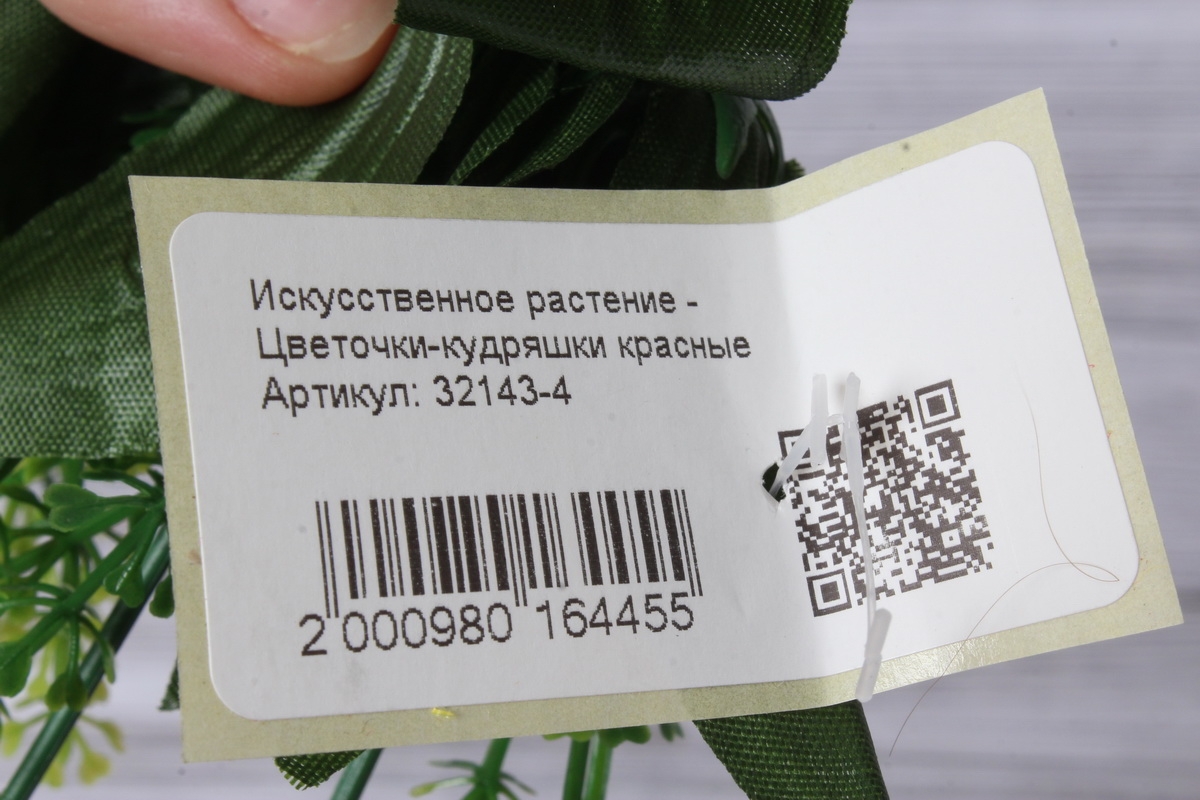 Искусственное растение -
Цветочки-кудряшки красные
Артикул: 32143-4
2 000980 164455